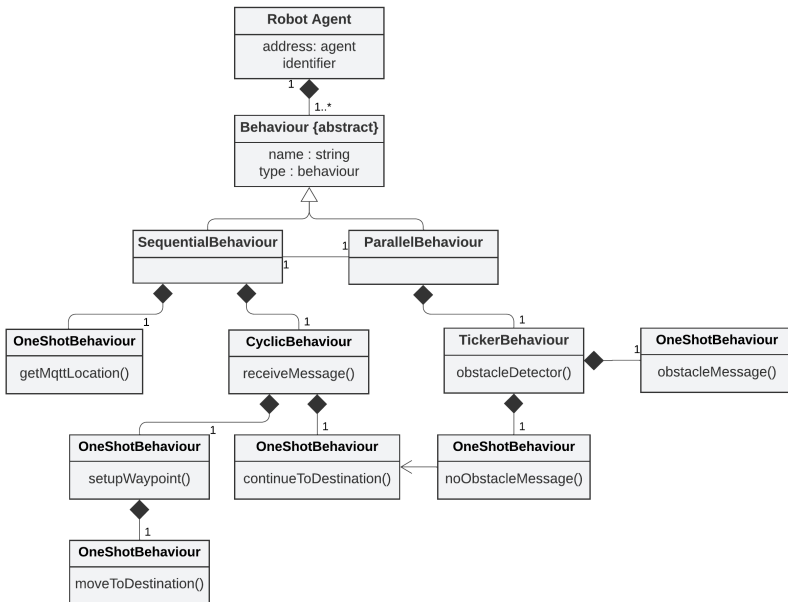 Robot Agent
address: agent
identifier
1
1..*
Behaviour {abstract}
name : string
type : behaviour
SequentialBehaviour
1
1
ParallelBehaviour
1
1
1
OneShotBehaviour
getMqttLocation()
CyclicBehaviour
receiveMessage()
TickerBehaviour
obstacleDetector()
1
OneShotBehaviour
obstacleMessage()
1
1
1
OneShotBehaviour
setupWaypoint()
OneShotBehaviour
continueToDestination()
OneShotBehaviour
noObstacleMessage()
1
OneShotBehaviour
moveToDestination()